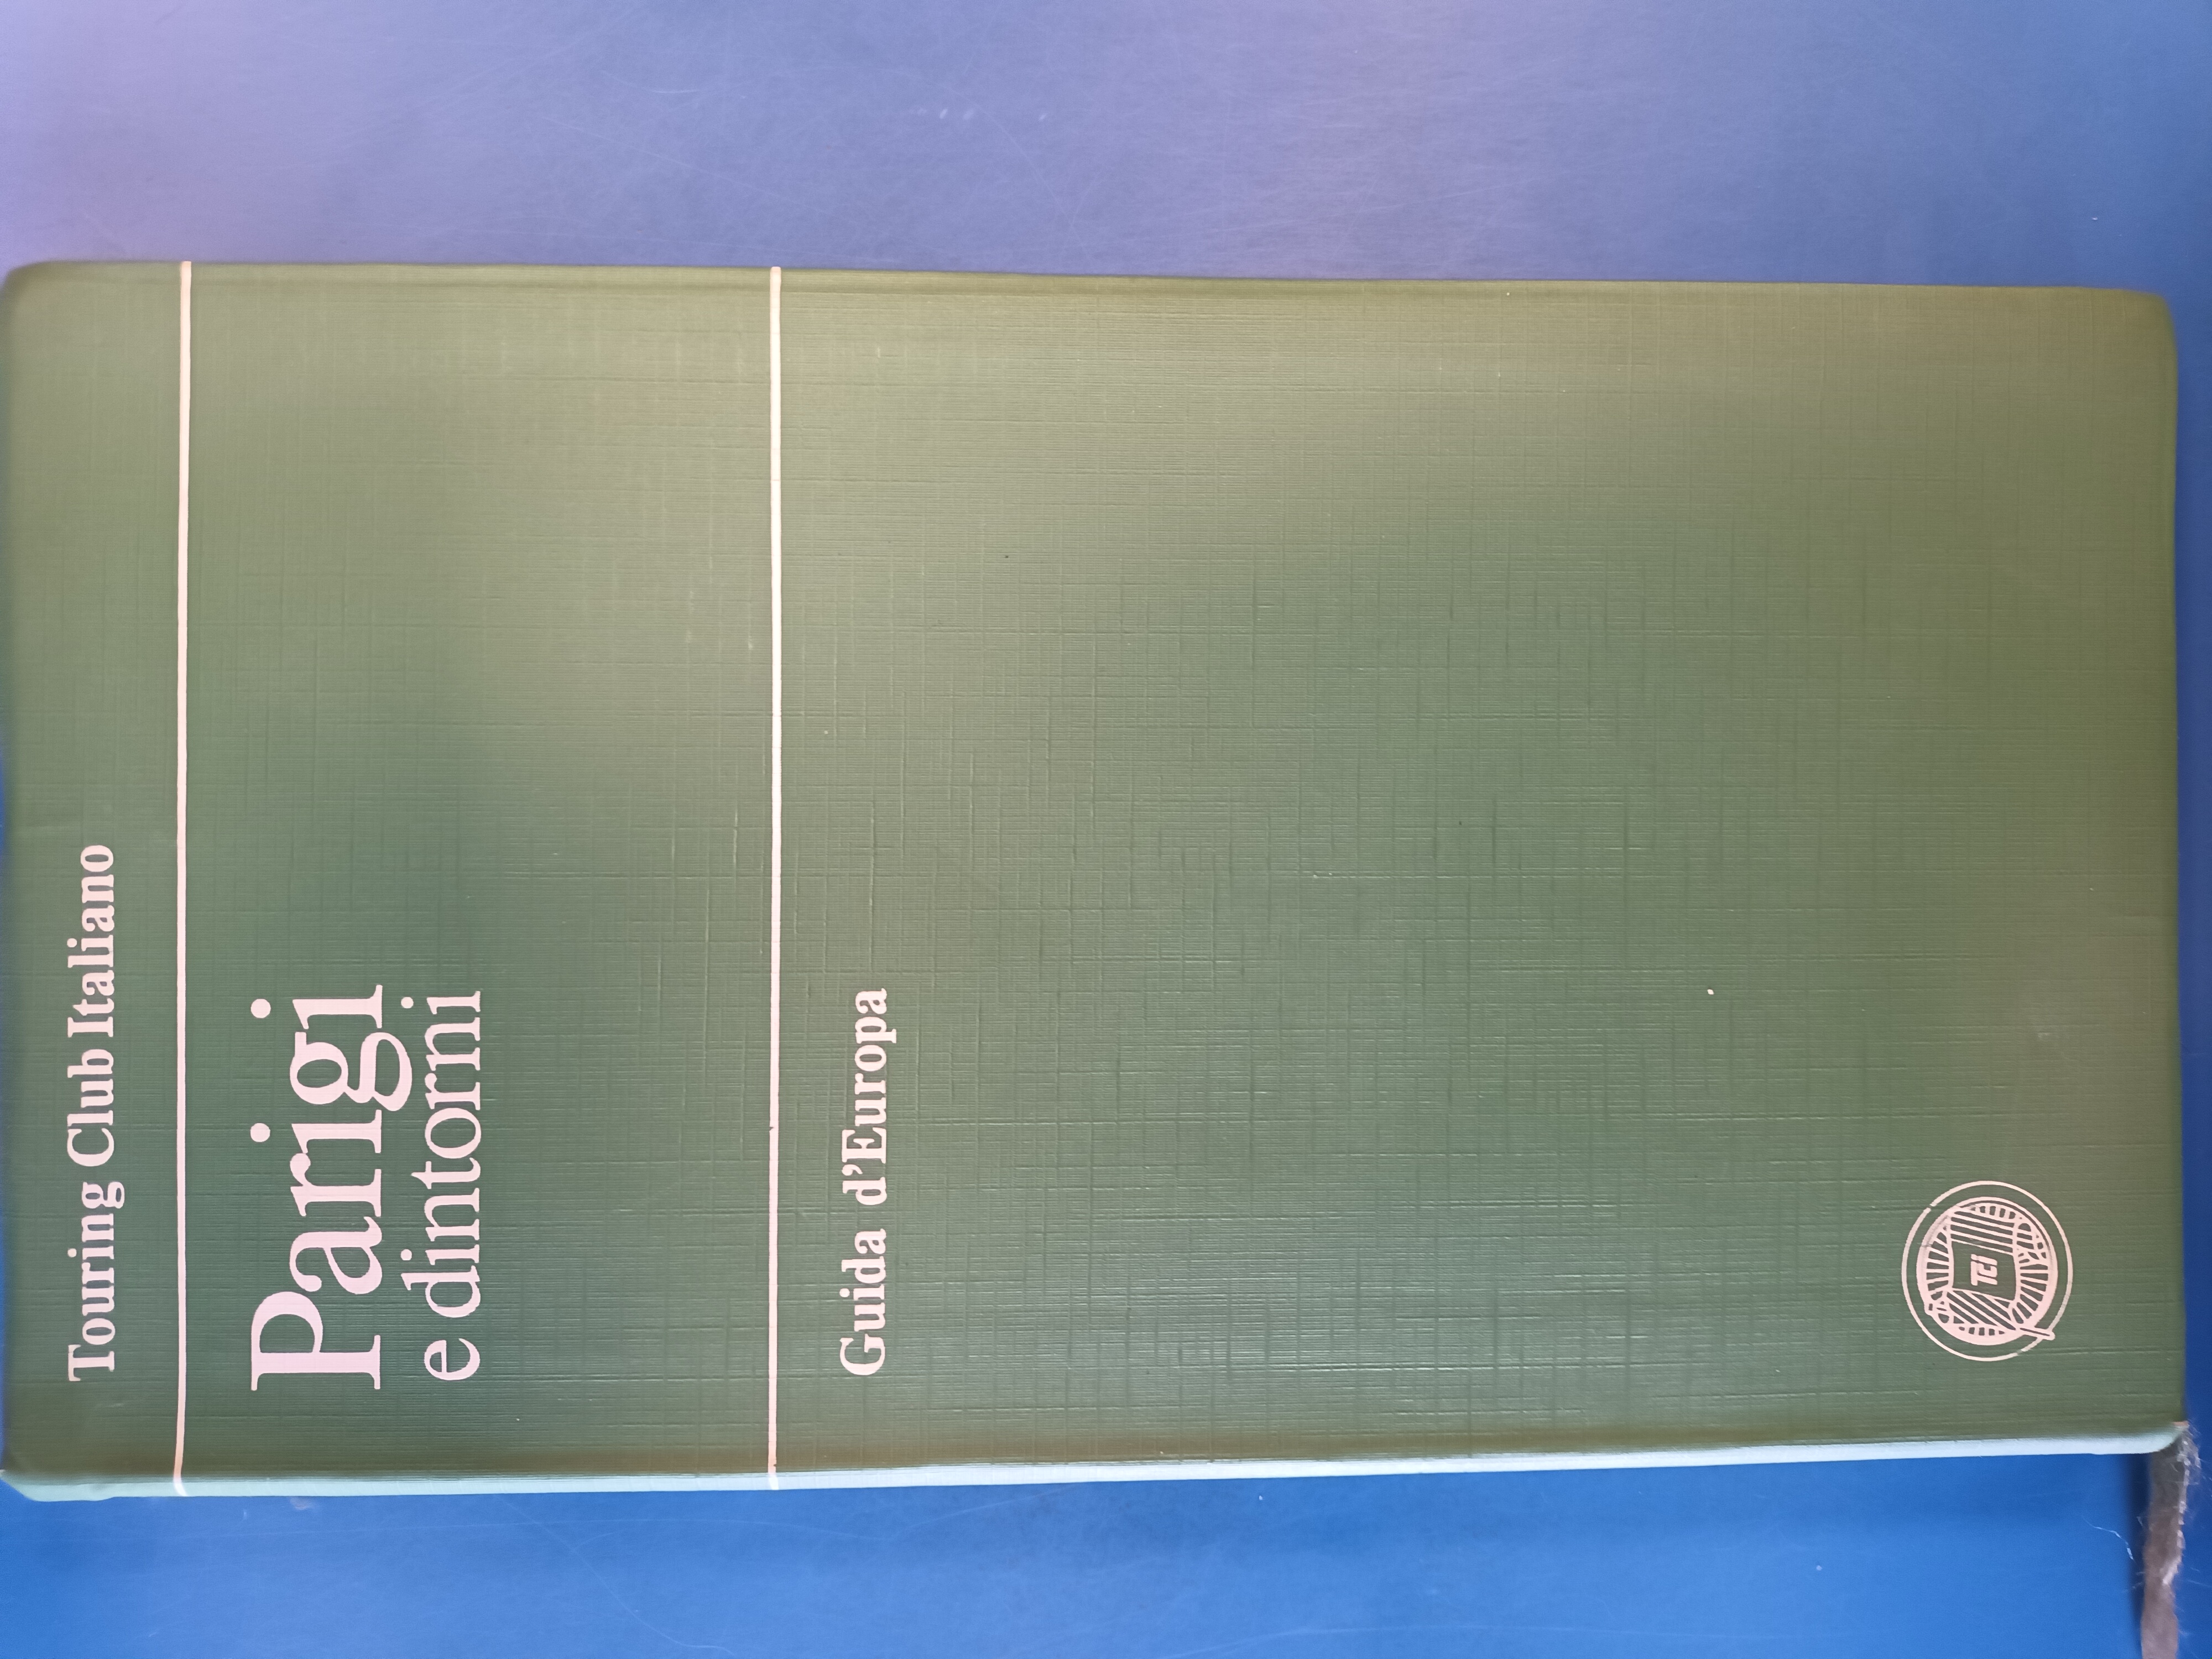 Touring Club Italiano
Parigi
e dintorni
Guida d'Europa
Tci